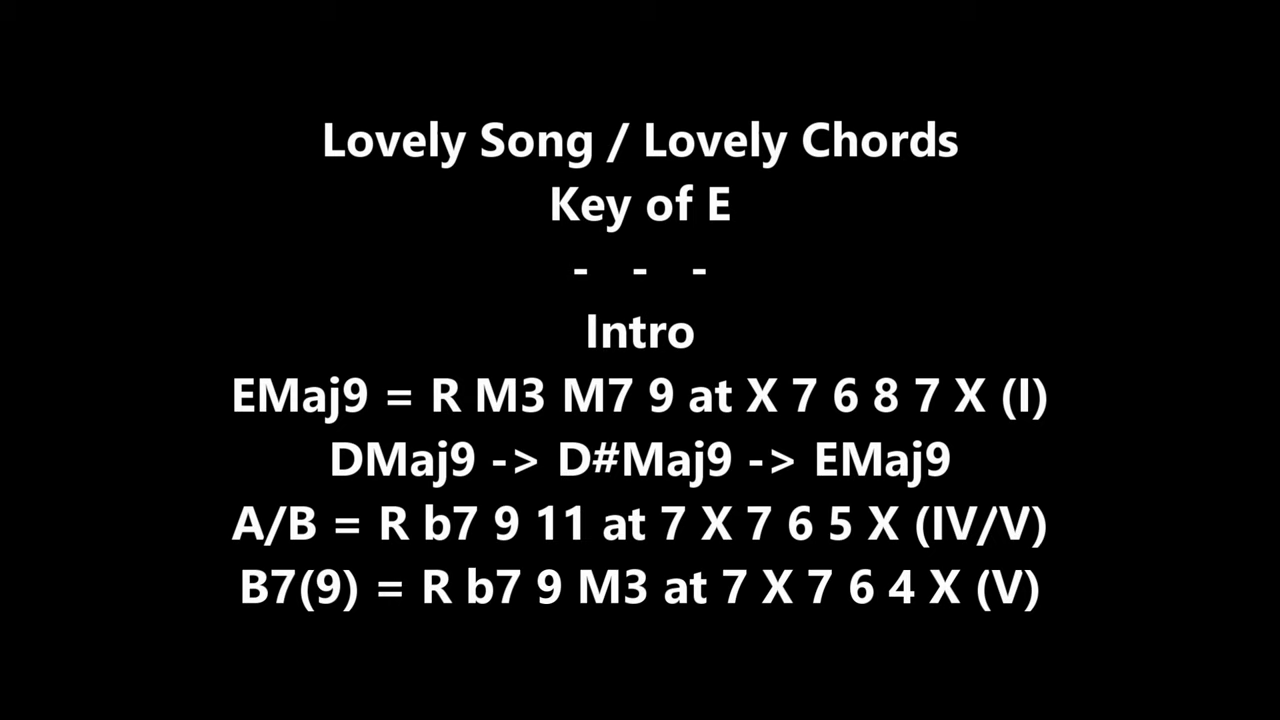 Lovely Song / Lovely Chords
Key of E
- - -
Intro
EMaj9 = R M3 M7 9 at X 7 6 8 7 X (I)
DMaj9 -> D#Maj9 -> EMaj9
A/B = R b7 9 11 at 7 X 7 6 5 X (IV/V)
B7(9) = R b7 9 M3 at 7 X 7 6 4 X (V)